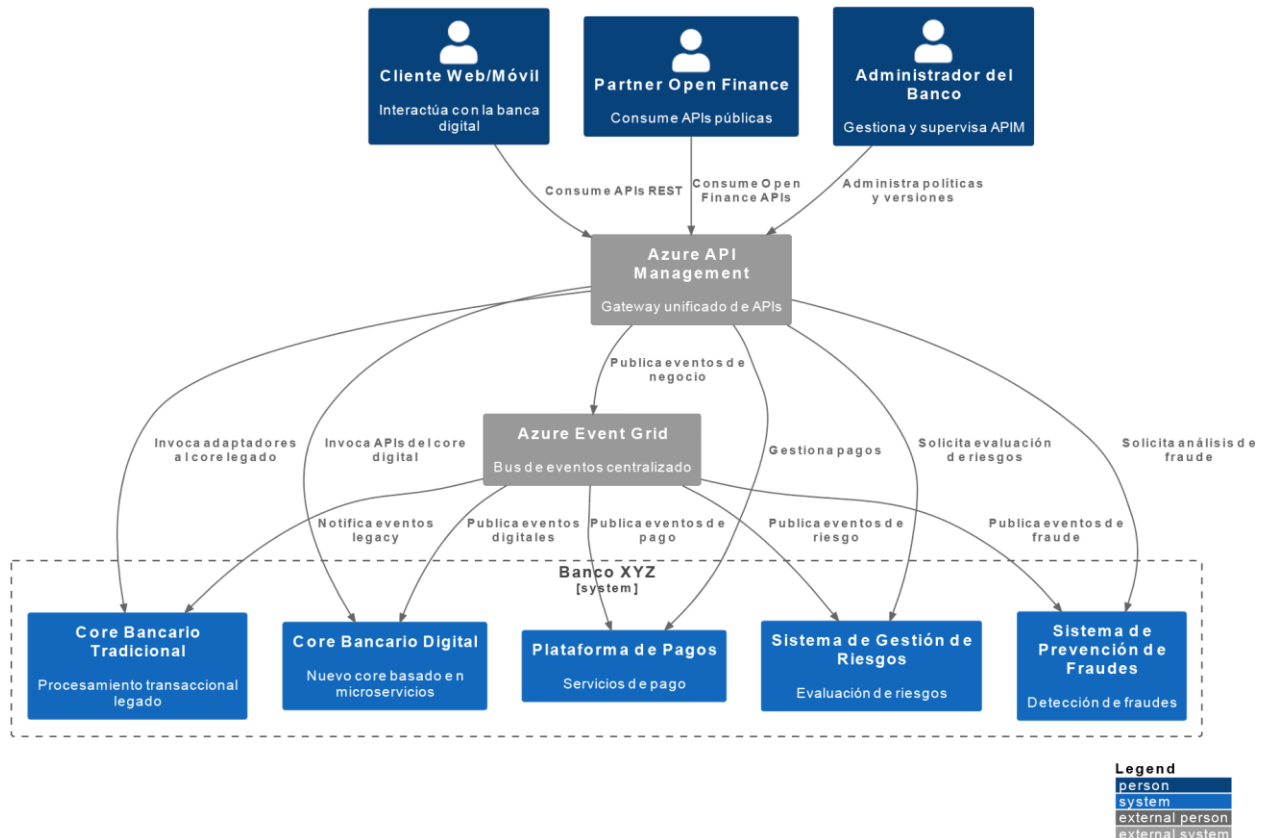 Cliente Web/Móvil
Interactúa con la banca
digital
Partner Open Finance
Consume APIs públicas
Administrador del
Banco
Gestiona y supervisa APIM
Consume APIs REST
Consume Open
Finance APIs
Administra políticas
y versiones
Azure API
Management
Gateway unificado de APIs
Publica eventos de
negocio
Azure Event Grid
Bus de eventos centralizado
Invoca adaptadores
al core legado
Invoca APIs del core
digital
Gestiona pagos
Solicita evaluación
de riesgos
Solicita análisis de
fraude
Notifica eventos
legacy
Publica eventos
digitales
Publica eventos de
pago
Publica eventos de
riesgo
Publica eventos de
fraude
Banco XYZ
[system]
Core Bancario
Tradicional
Procesamiento transaccional
legado
Core Bancario Digital
Nuevo core basado en
microservicios
Plataforma de Pagos
Servicios de pago
Sistema de Gestión de
Riesgos
Evaluación de riesgos
Sistema de
Prevención de
Fraudes
Detección de fraudes
Legend
person
system
external person
external system